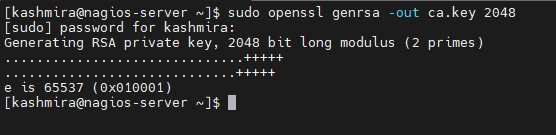 [kashmira@nagios-server ~]$ sudo openssl genrsa -out ca.key 2048
[sudo] password for kashmira:
Generating RSA private key, 2048 bit long modulus (2 primes)
..............................+++++
.............................+++++
e is 65537 (0x010001)
[kashmira@nagios-server ~]$